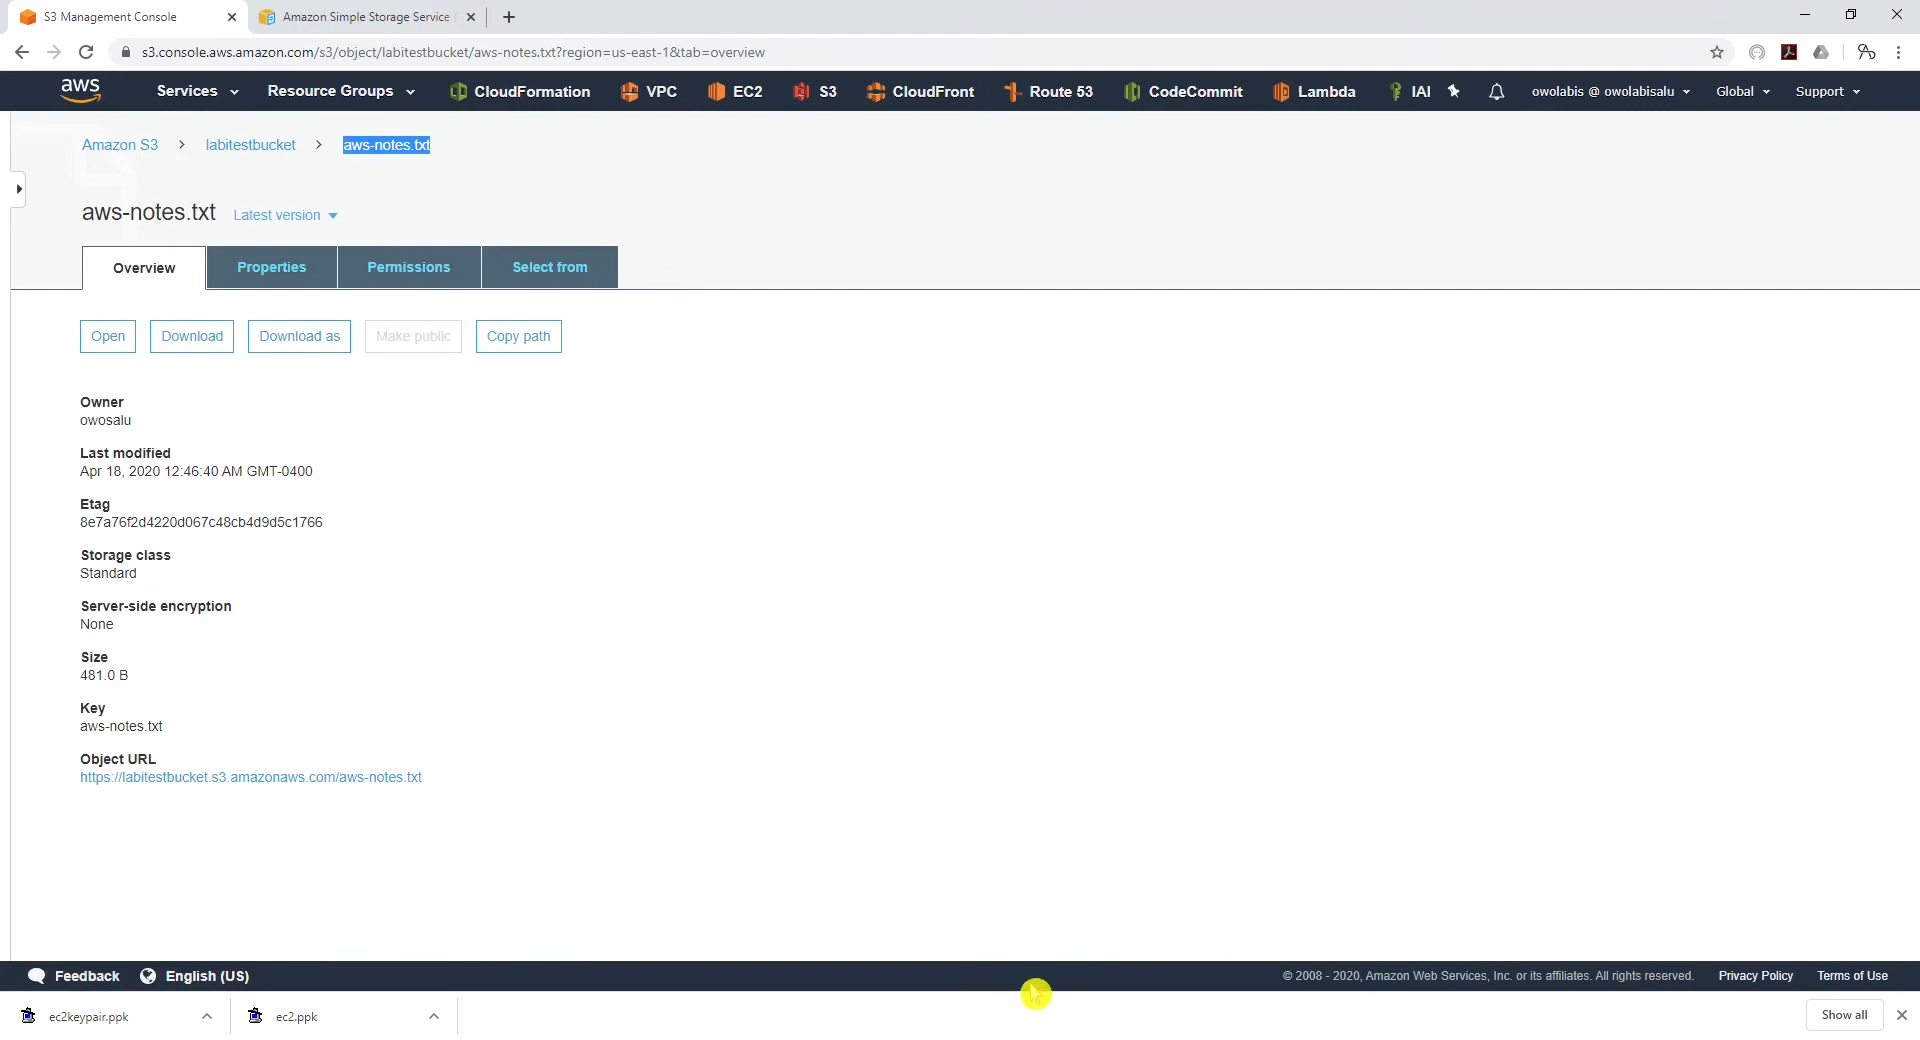 S3 Management Console
Amazon Simple Storage Service (
s3.console.aws.amazon.com/s3/object/labitestbucket/aws-notes.txt?region=us-east-1&tab=overview
aws Services Resource Groups CloudFormation VPC EC2 S3 CloudFront Route 53 CodeCommit Lambda IAI owolabis @ owolabisalu Global Support
Amazon S3 > labitestbucket > aws-notes.txt
aws-notes.txt Latest version
Overview Properties Permissions Select from
Open Download Download as Make public Copy path
Owner
owosalu
Last modified
Apr 18, 2020 12:46:40 AM GMT-0400
Etag
8e7a76f2d4220d067c48cb4d9d5c1766
Storage class
Standard
Server-side encryption
None
Size
481.0 B
Key
aws-notes.txt
Object URL
https://labitestbucket.s3.amazonaws.com/aws-notes.txt
Feedback English (US) © 2008 - 2020, Amazon Web Services, Inc. or its affiliates. All rights reserved. Privacy Policy Terms of Use
ec2keypair.ppk ec2.ppk Show all